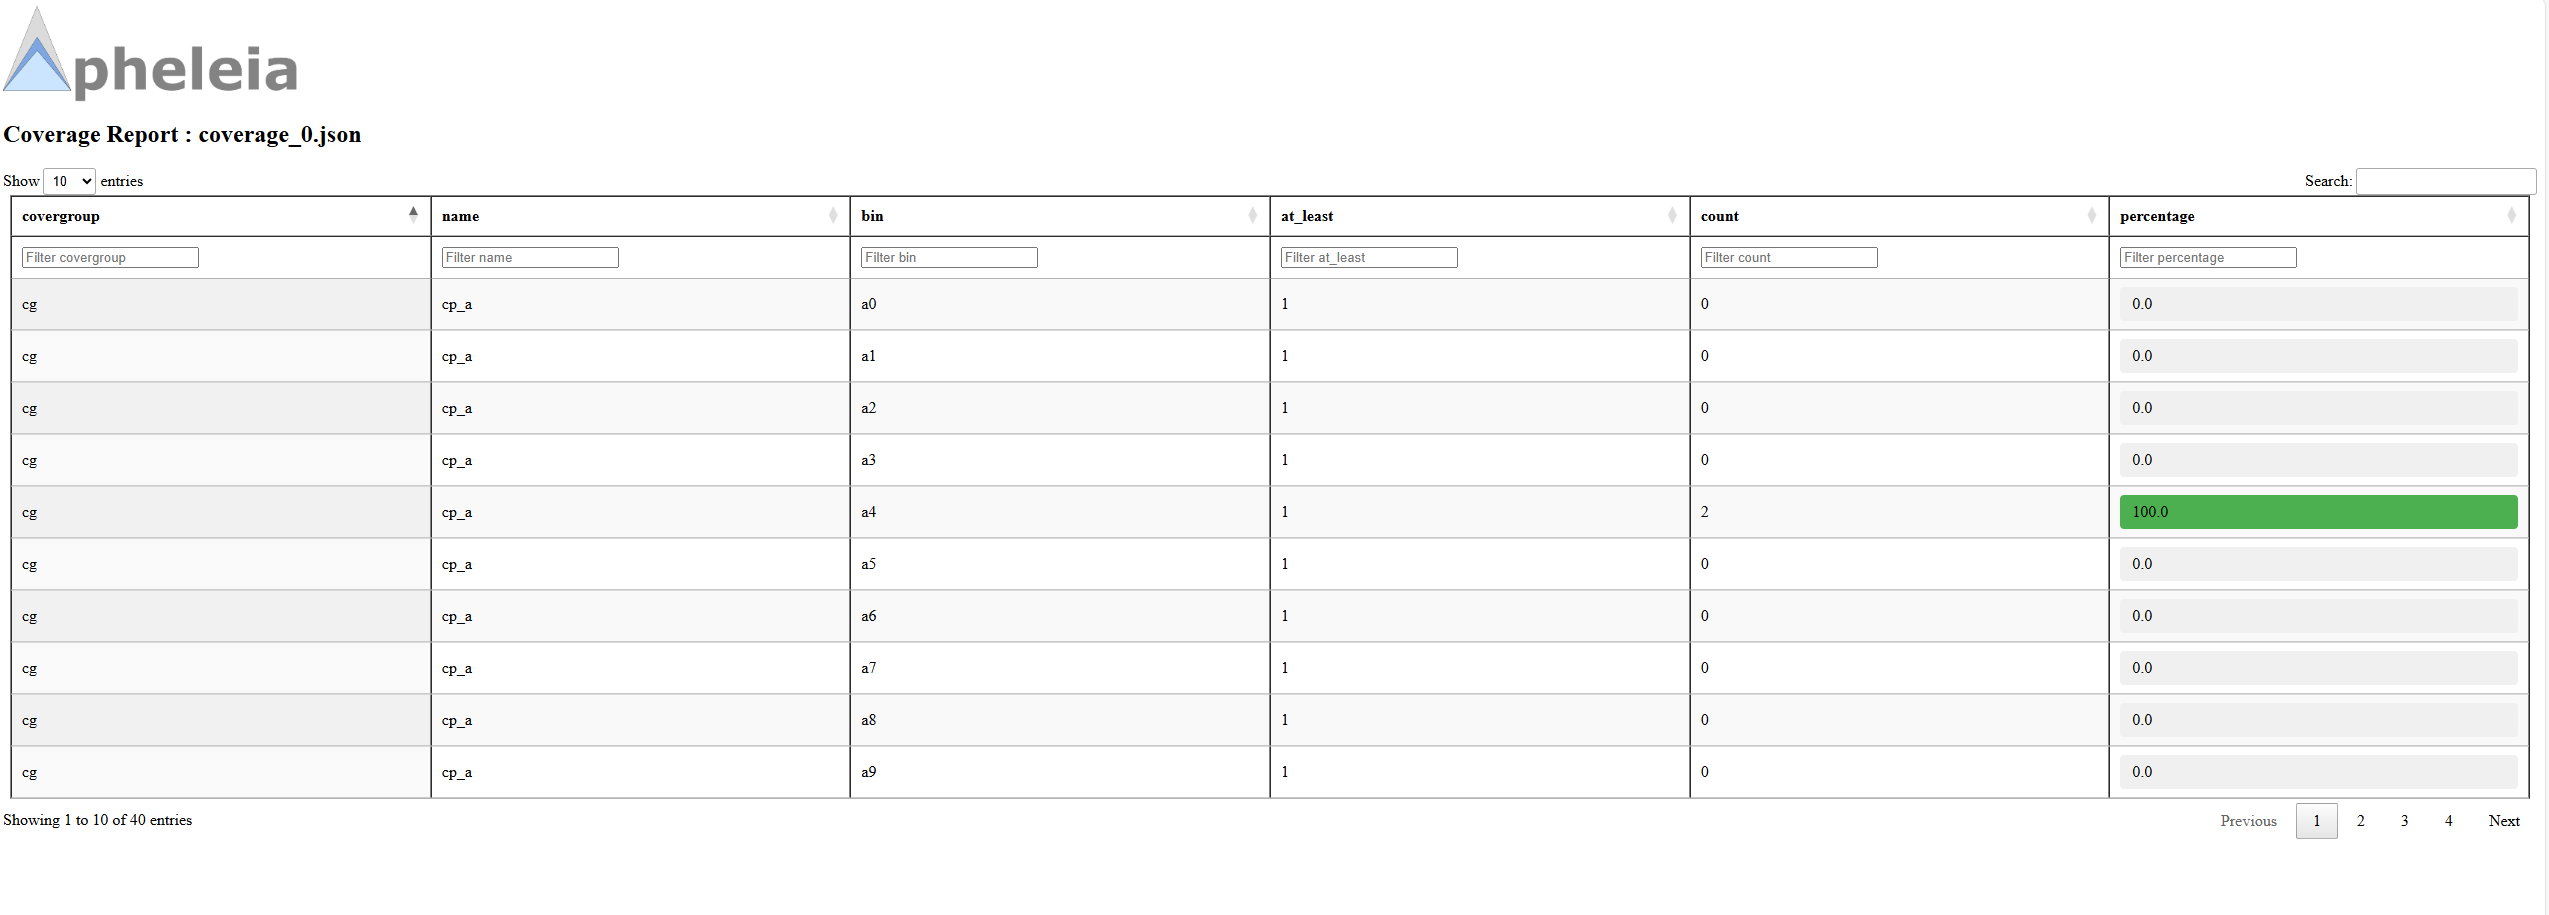 Apheleia
Coverage Report : coverage_0.json
Show 10 entries Search:
covergroup name bin at_least count percentage
Filter covergroup Filter name Filter bin Filter at_least Filter count Filter percentage
cg cp_a a0 1 0 0.0
cg cp_a a1 1 0 0.0
cg cp_a a2 1 0 0.0
cg cp_a a3 1 0 0.0
cg cp_a a4 1 2 100.0
cg cp_a a5 1 0 0.0
cg cp_a a6 1 0 0.0
cg cp_a a7 1 0 0.0
cg cp_a a8 1 0 0.0
cg cp_a a9 1 0 0.0
Showing 1 to 10 of 40 entries Previous 1 2 3 4 Next